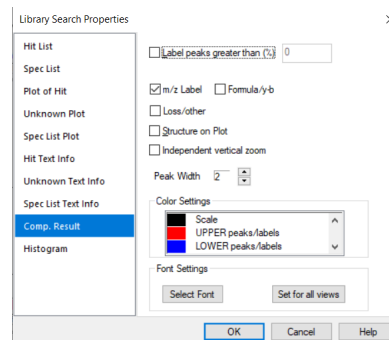 Library Search Properties
Hit List
Spec List
Plot of Hit
Unknown Plot
Spec List Plot
Hit Text Info
Unknown Text Info
Spec List Text Info
Comp. Result
Histogram
Label peaks greater than (%) 0
m/z Label Formula/y-b
Loss/other
Structure on Plot
Independent vertical zoom
Peak Width 2
Color Settings
Scale
UPPER peaks/labels
LOWER peaks/labels
Font Settings
Select Font Set for all views
OK Cancel Help